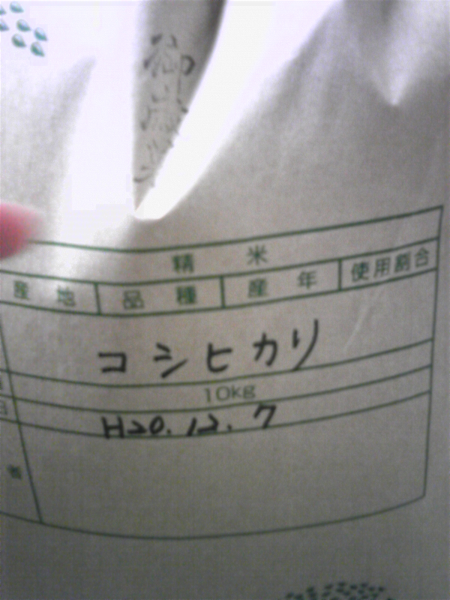 精米
産地 品種 産年 使用割合
コシヒカリ
10kg
H20.12.7
者